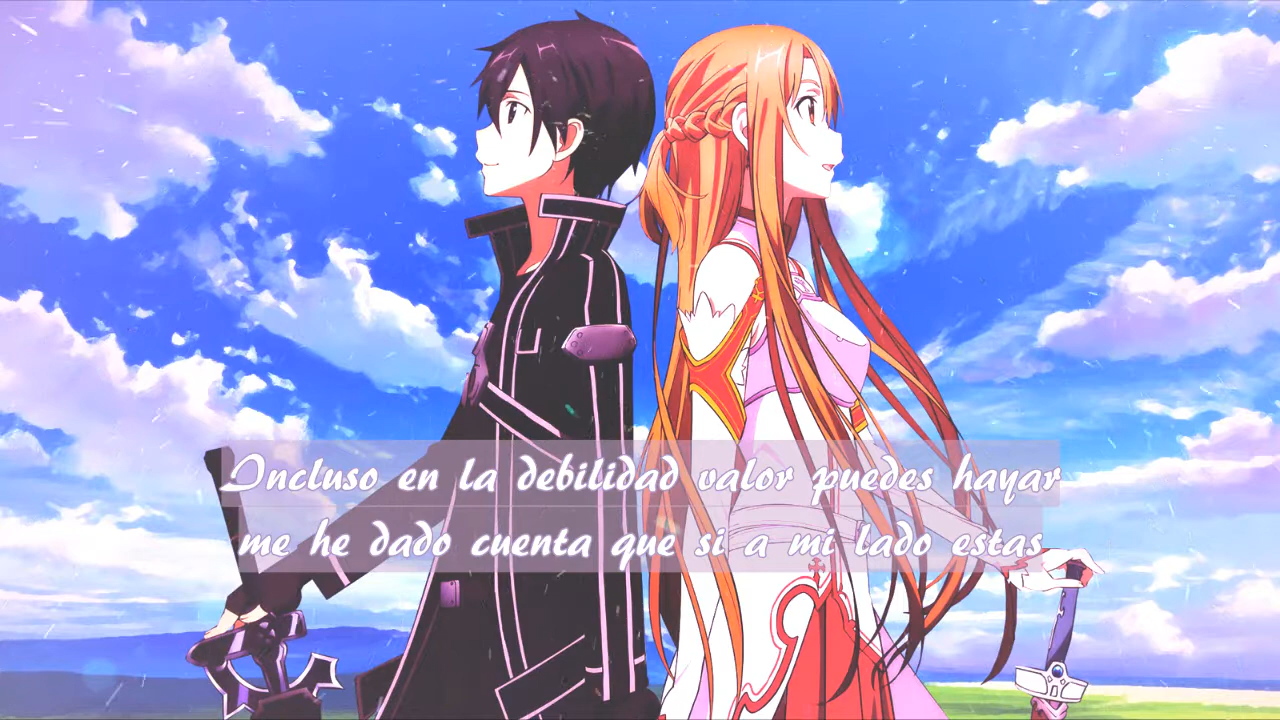 Incluso en la debilidad valor puedes hayar
me he dado cuenta que si a mi lado estas